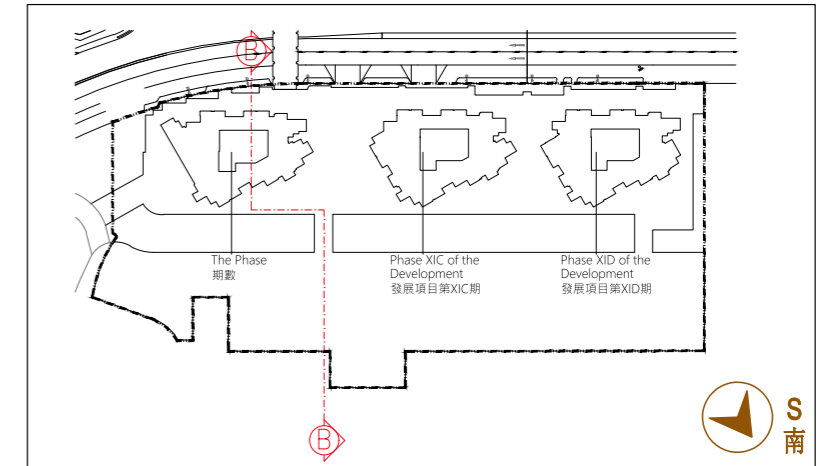 B
The Phase
期數
Phase XIC of the
Development
發展項目第XIC期
Phase XID of the
Development
發展項目第XID期
B
S
南